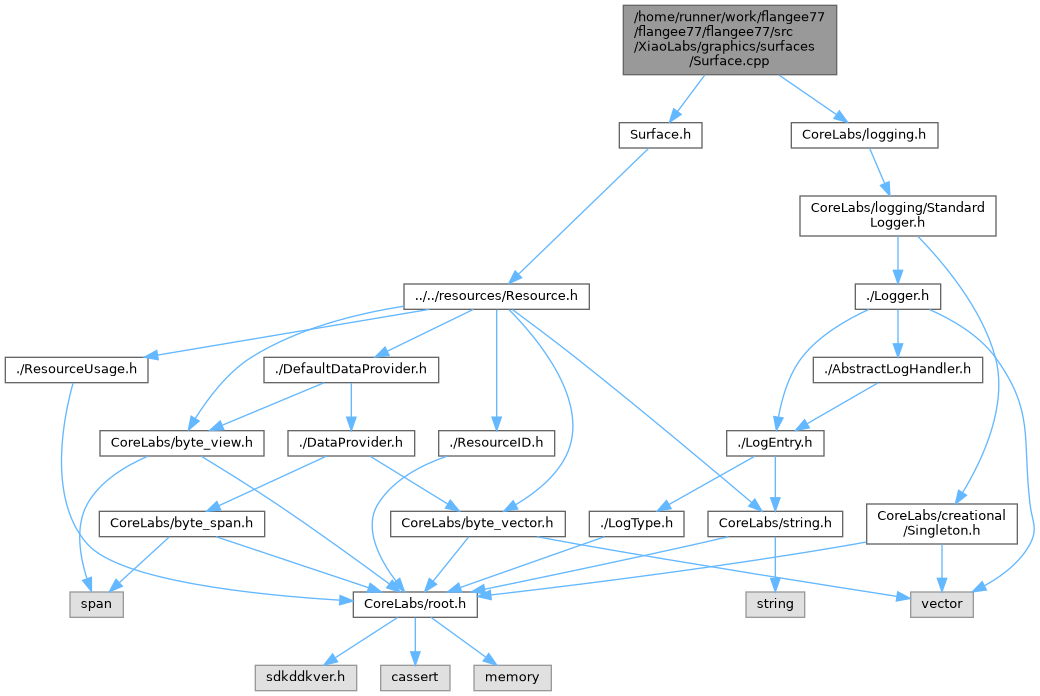 /home/runner/work/flangee77
/flangee77/flangee77/src
/XiaoLabs/graphics/surfaces
/Surface.cpp
Surface.h
CoreLabs/logging.h
CoreLabs/logging/Standard
Logger.h
../../resources/Resource.h
./Logger.h
./ResourceUsage.h
./DefaultDataProvider.h
./AbstractLogHandler.h
CoreLabs/byte_view.h
./DataProvider.h
./ResourceID.h
./LogEntry.h
CoreLabs/byte_span.h
CoreLabs/byte_vector.h
./LogType.h
CoreLabs/string.h
CoreLabs/creational
/Singleton.h
span
CoreLabs/root.h
string
vector
sdkddkver.h
cassert
memory